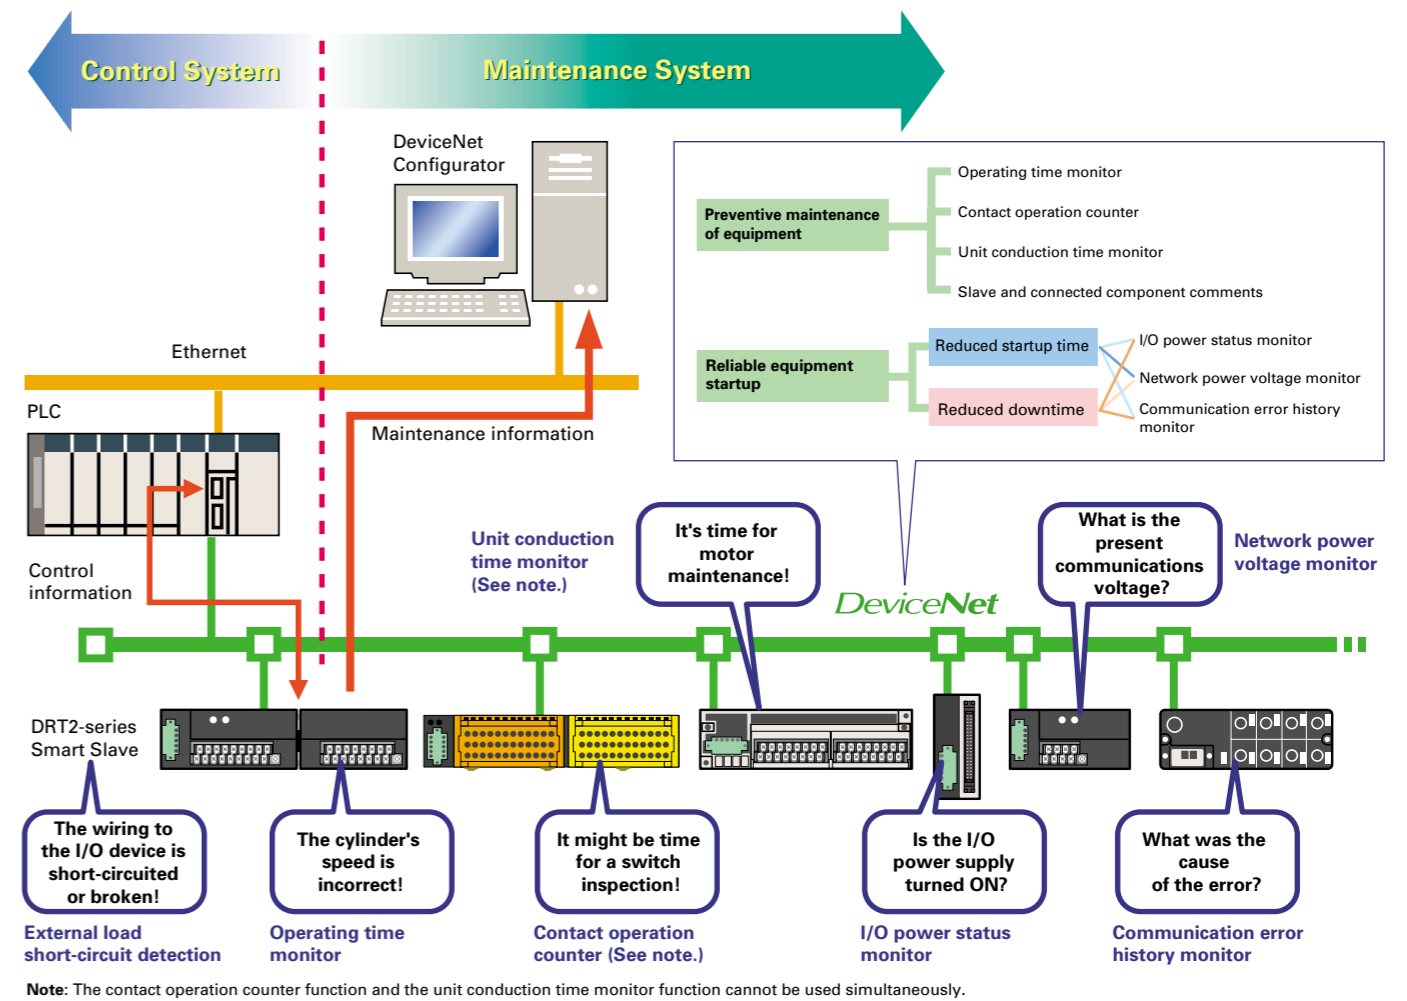 Control System
Maintenance System
DeviceNet
Configurator
Preventive maintenance
of equipment
Operating time monitor
Contact operation counter
Unit conduction time monitor
Slave and connected component comments
Reliable equipment
startup
Reduced startup time
Reduced downtime
I/O power status monitor
Network power voltage monitor
Communication error history
monitor
Ethernet
PLC
Maintenance information
Control
information
Unit conduction
time monitor
(See note.)
It's time for
motor
maintenance!
DeviceNet
What is the
present
communications
voltage?
Network power
voltage monitor
DRT2-series
Smart Slave
The wiring to
the I/O device is
short-circuited
or broken!
External load
short-circuit detection
The cylinder's
speed is
incorrect!
Operating time
monitor
It might be time
for a switch
inspection!
Contact operation
counter (See note.)
Is the I/O
power supply
turned ON?
I/O power status
monitor
What was the
cause
of the error?
Communication error
history monitor
Note: The contact operation counter function and the unit conduction time monitor function cannot be used simultaneously.